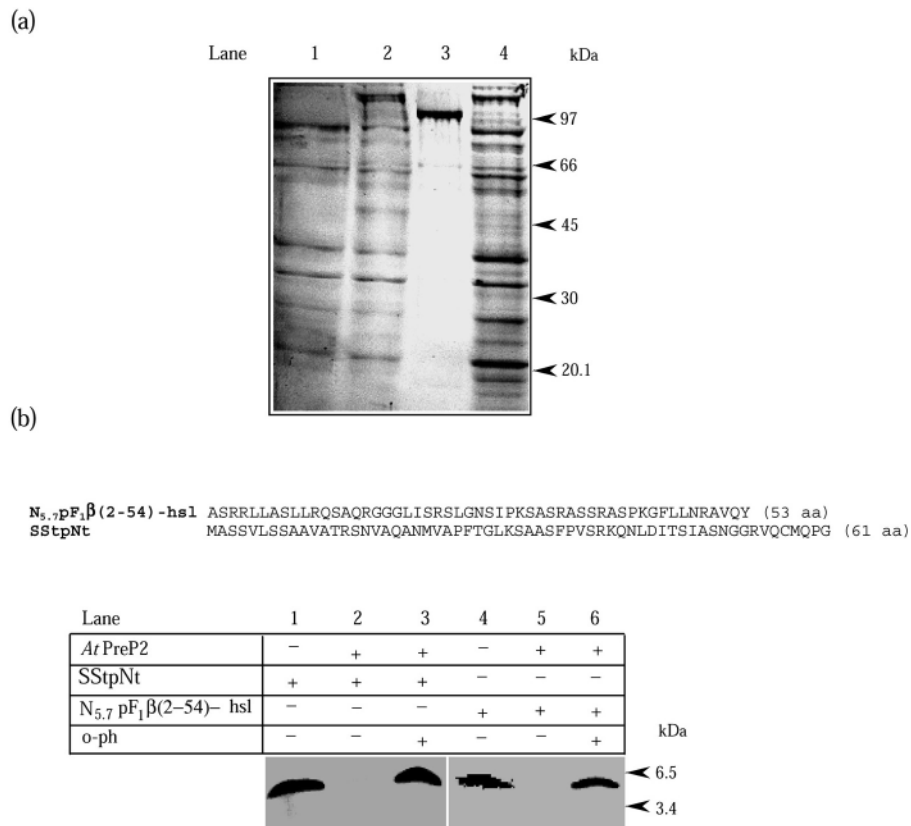 (a)
Lane 1 2 3 4 kDa
97
66
45
30
20.1
(b)
N5.7pF1β(2-54)-hsl ASRRLLASLLRQSAQRGGGLISRSLGNSIPKSASRASSRASPKGFLLNRAVQY (53 aa)
SStpNt MASSVLSSAAVATRSNVAQANMVAPFTGLKSAASFPVSRKQNLDITSIASNGGRVQCMQPG (61 aa)
Lane 1 2 3 4 5 6
At PreP2 − + + − + +
SStpNt + + + − − −
N5.7 pF1β(2–54)– hsl − − − + + +
o-ph − − + − − +
kDa
6.5
3.4